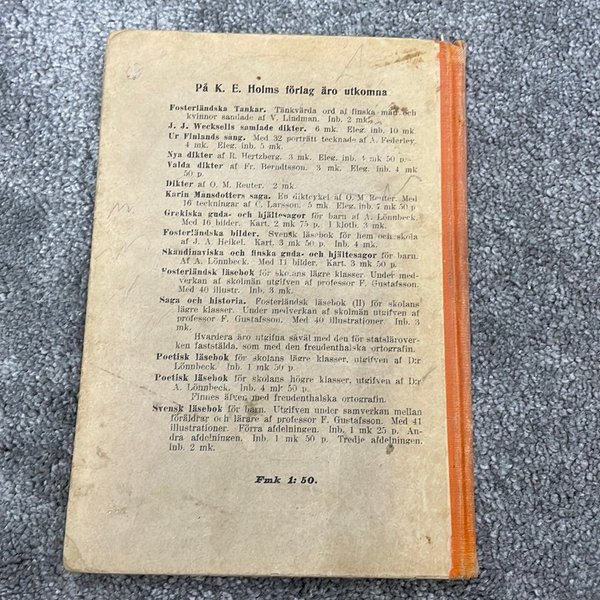 På K. E. Holms förlag äro utkomna
Fosterländska Tankar. Tänkvärda ord af finska män och
kvinnor samlade af V. Lindman. Inb. 2 mk.
J. J. Wecksells samlade dikter. 6 mk. Eleg. inb. 10 mk
Ur Finlands sång. Med 32 porträtt tecknade af A. Federley.
4 mk. Eleg. inb. 5 mk.
Nya dikter af R. Hertzberg. 3 mk. Eleg. inb. 4 mk 50 p.
Valda dikter af Fr. Berndtsson. 3 mk. Eleg. inb. 4 mk
50 p.
Dikter af O. M. Reuter. 2 mk.
Karin Månsdotters saga. En diktcykel af O. M Reuter. Med
16 teckningar af C. Larsson. 5 mk. Eleg. inb. 7 mk 50 p
Grekiska guda- och hjältesagor för barn af A. Lönnbeck.
Med 16 bilder. Kart. 2 mk 75 p. i klotb. 3 mk.
Fosterländska bilder. Svensk läsebok för hem och skola
af J. A. Heikel. Kart. 3 mk 50 p. Inb. 4 mk.
Skandinaviska och finska guda- och hjältesagor för barn.
Af A. Lönnbeck. Med 11 bilder. Kart. 3 mk 50 p.
Fosterländsk läsebok för skolans lägre klasser. Under med-
verkan af skolmän utgifven af professor F. Gustafsson.
Med 40 illustr. Inb. 3 mk.
Saga och historia. Fosterländsk läsebok (II) för skolans
lägre klasser. Under medverkan af skolmän utgifven af
professor F. Gustafsson. Med 40 illustrationer Inb. 3
mk.
Hvardera äro utgifna såväl med den för statsläroverken
fastställda, som med den freudenthalska ortografin.
Poetisk läsebok för skolans lägre klasser, utgifven af D:r
Lönnbeck. Inb. 1 mk 50 p.
Poetisk läsebok för skolans högre klasser, utgifven af D:r
A. Lönnbeck. Inb. 4 mk 50 p.
Finnes äfven med freudenthalska ortografin.
Svensk läsebok för barn. Utgifven under samverkan mellan
föräldrar och lärare af professor F. Gustafsson. Med 41
illustrationer. Förra afdelningen. Inb. 1 mk 25 p. An-
dra afdelningen. Inb. 1 mk 50 p. Tredje afdelningen.
Inb. 2 mk.
Fmk 1: 50.